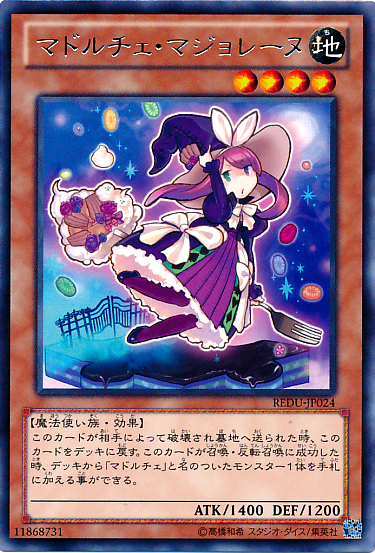 マドルチェ・マジョレーヌ
地
REDU-JP024
【魔法使い族・効果】
このカードが相手によって破壊され墓地へ送られた時、このカ
ードをデッキに戻す。このカードが召喚・反転召喚に成功した
時、デッキから「マドルチェ」と名のついたモンスター1体を手札
に加える事ができる。
ATK/1400 DEF/1200
11868731
©高橋和希 スタジオ・ダイス/集英社